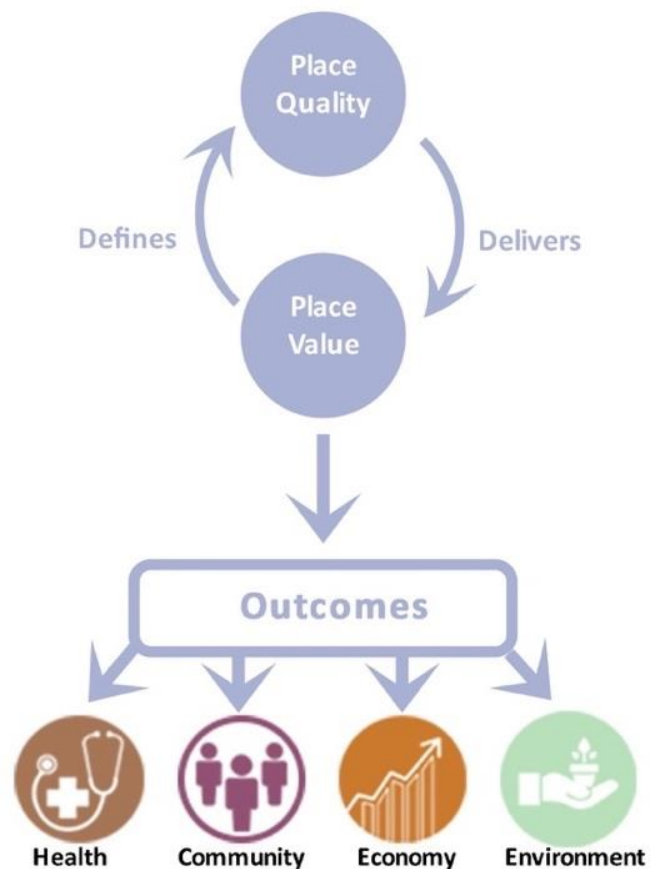 Place
Quality
Defines
Delivers
Place
Value
Outcomes
Health
Community
Economy
Environment